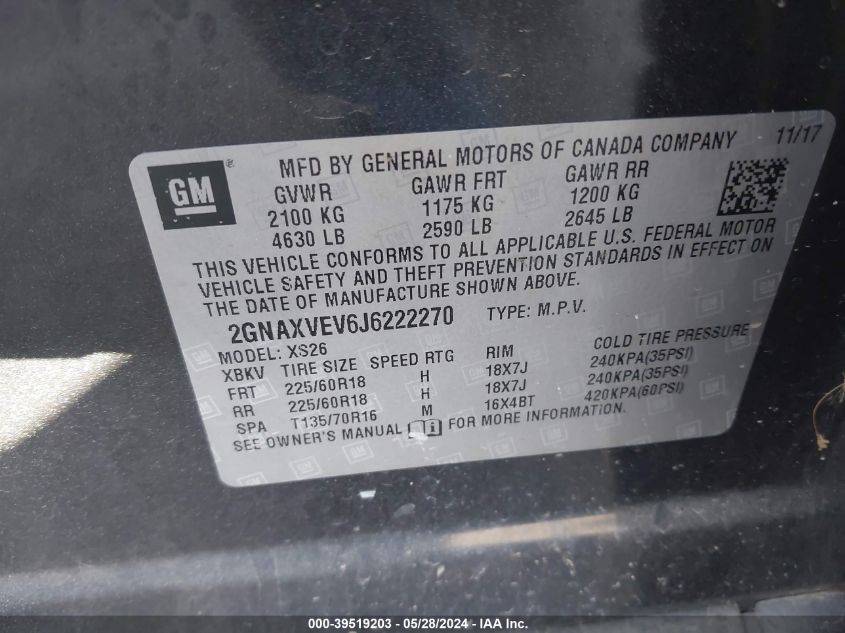 GM ®
MFD BY GENERAL MOTORS OF CANADA COMPANY 11/17
GVWR GAWR FRT GAWR RR
2100 KG 1175 KG 1200 KG
4630 LB 2590 LB 2645 LB
THIS VEHICLE CONFORMS TO ALL APPLICABLE U.S. FEDERAL MOTOR
VEHICLE SAFETY AND THEFT PREVENTION STANDARDS IN EFFECT ON
THE DATE OF MANUFACTURE SHOWN ABOVE.
2GNAXVEV6J6222270 TYPE: M.P.V.
MODEL: XS26
XBKV TIRE SIZE SPEED RTG RIM COLD TIRE PRESSURE
FRT 225/60R18 H 18X7J 240KPA(35PSI)
RR 225/60R18 H 18X7J 240KPA(35PSI)
SPA T135/70R16 M 16X4BT 420KPA(60PSI)
SEE OWNER'S MANUAL FOR MORE INFORMATION.
000-39519203 - 05/28/2024 - IAAI Inc.